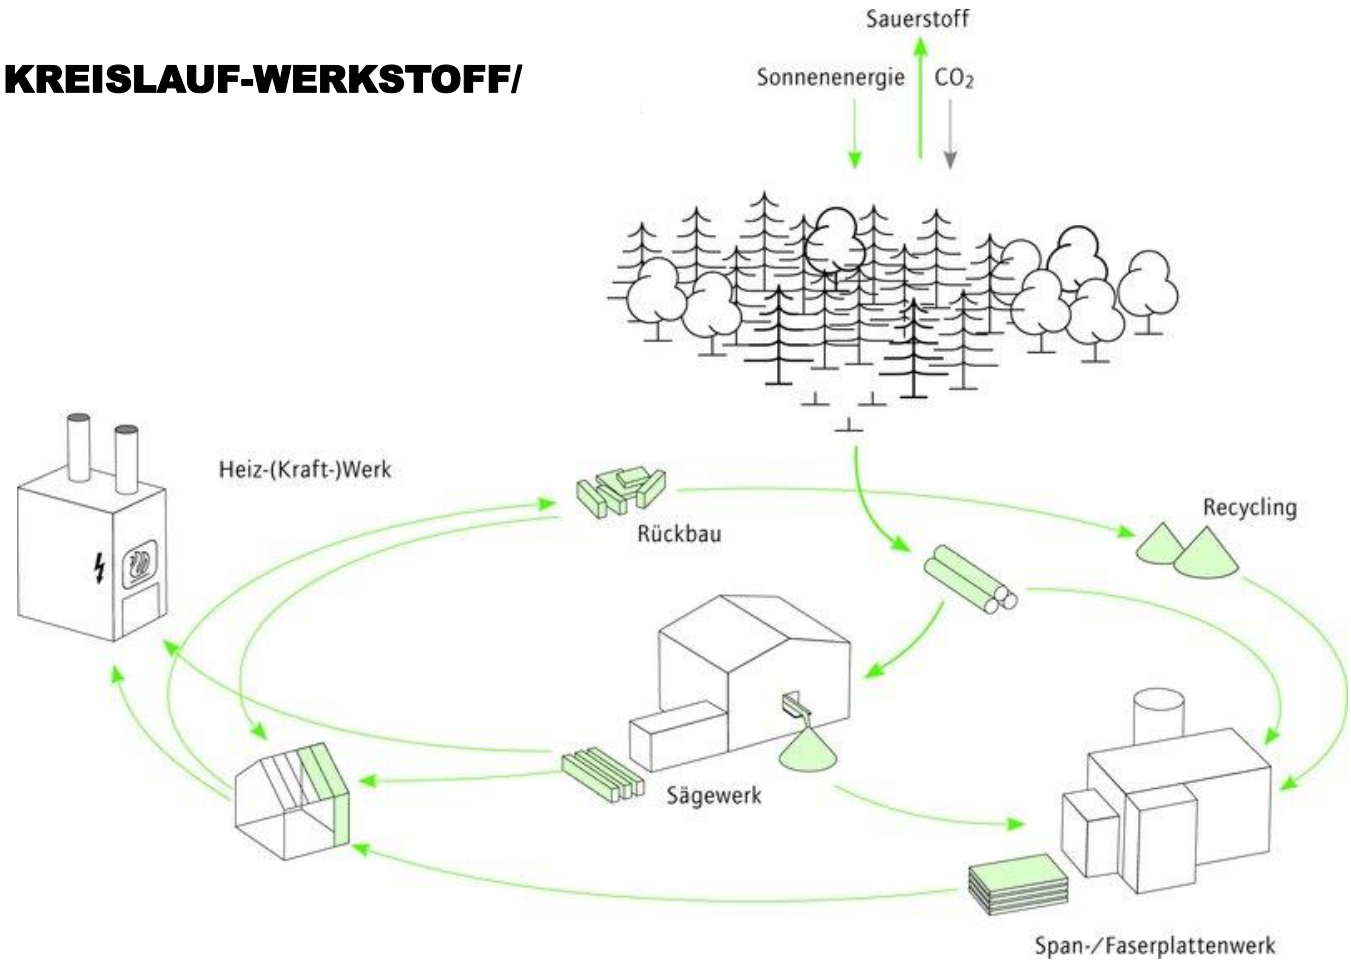 Sauerstoff
KREISLAUF-WERKSTOFF/
Sonnenenergie
CO₂
Heiz-(Kraft-)Werk
Rückbau
Recycling
Sägewerk
Span-/Faserplattenwerk